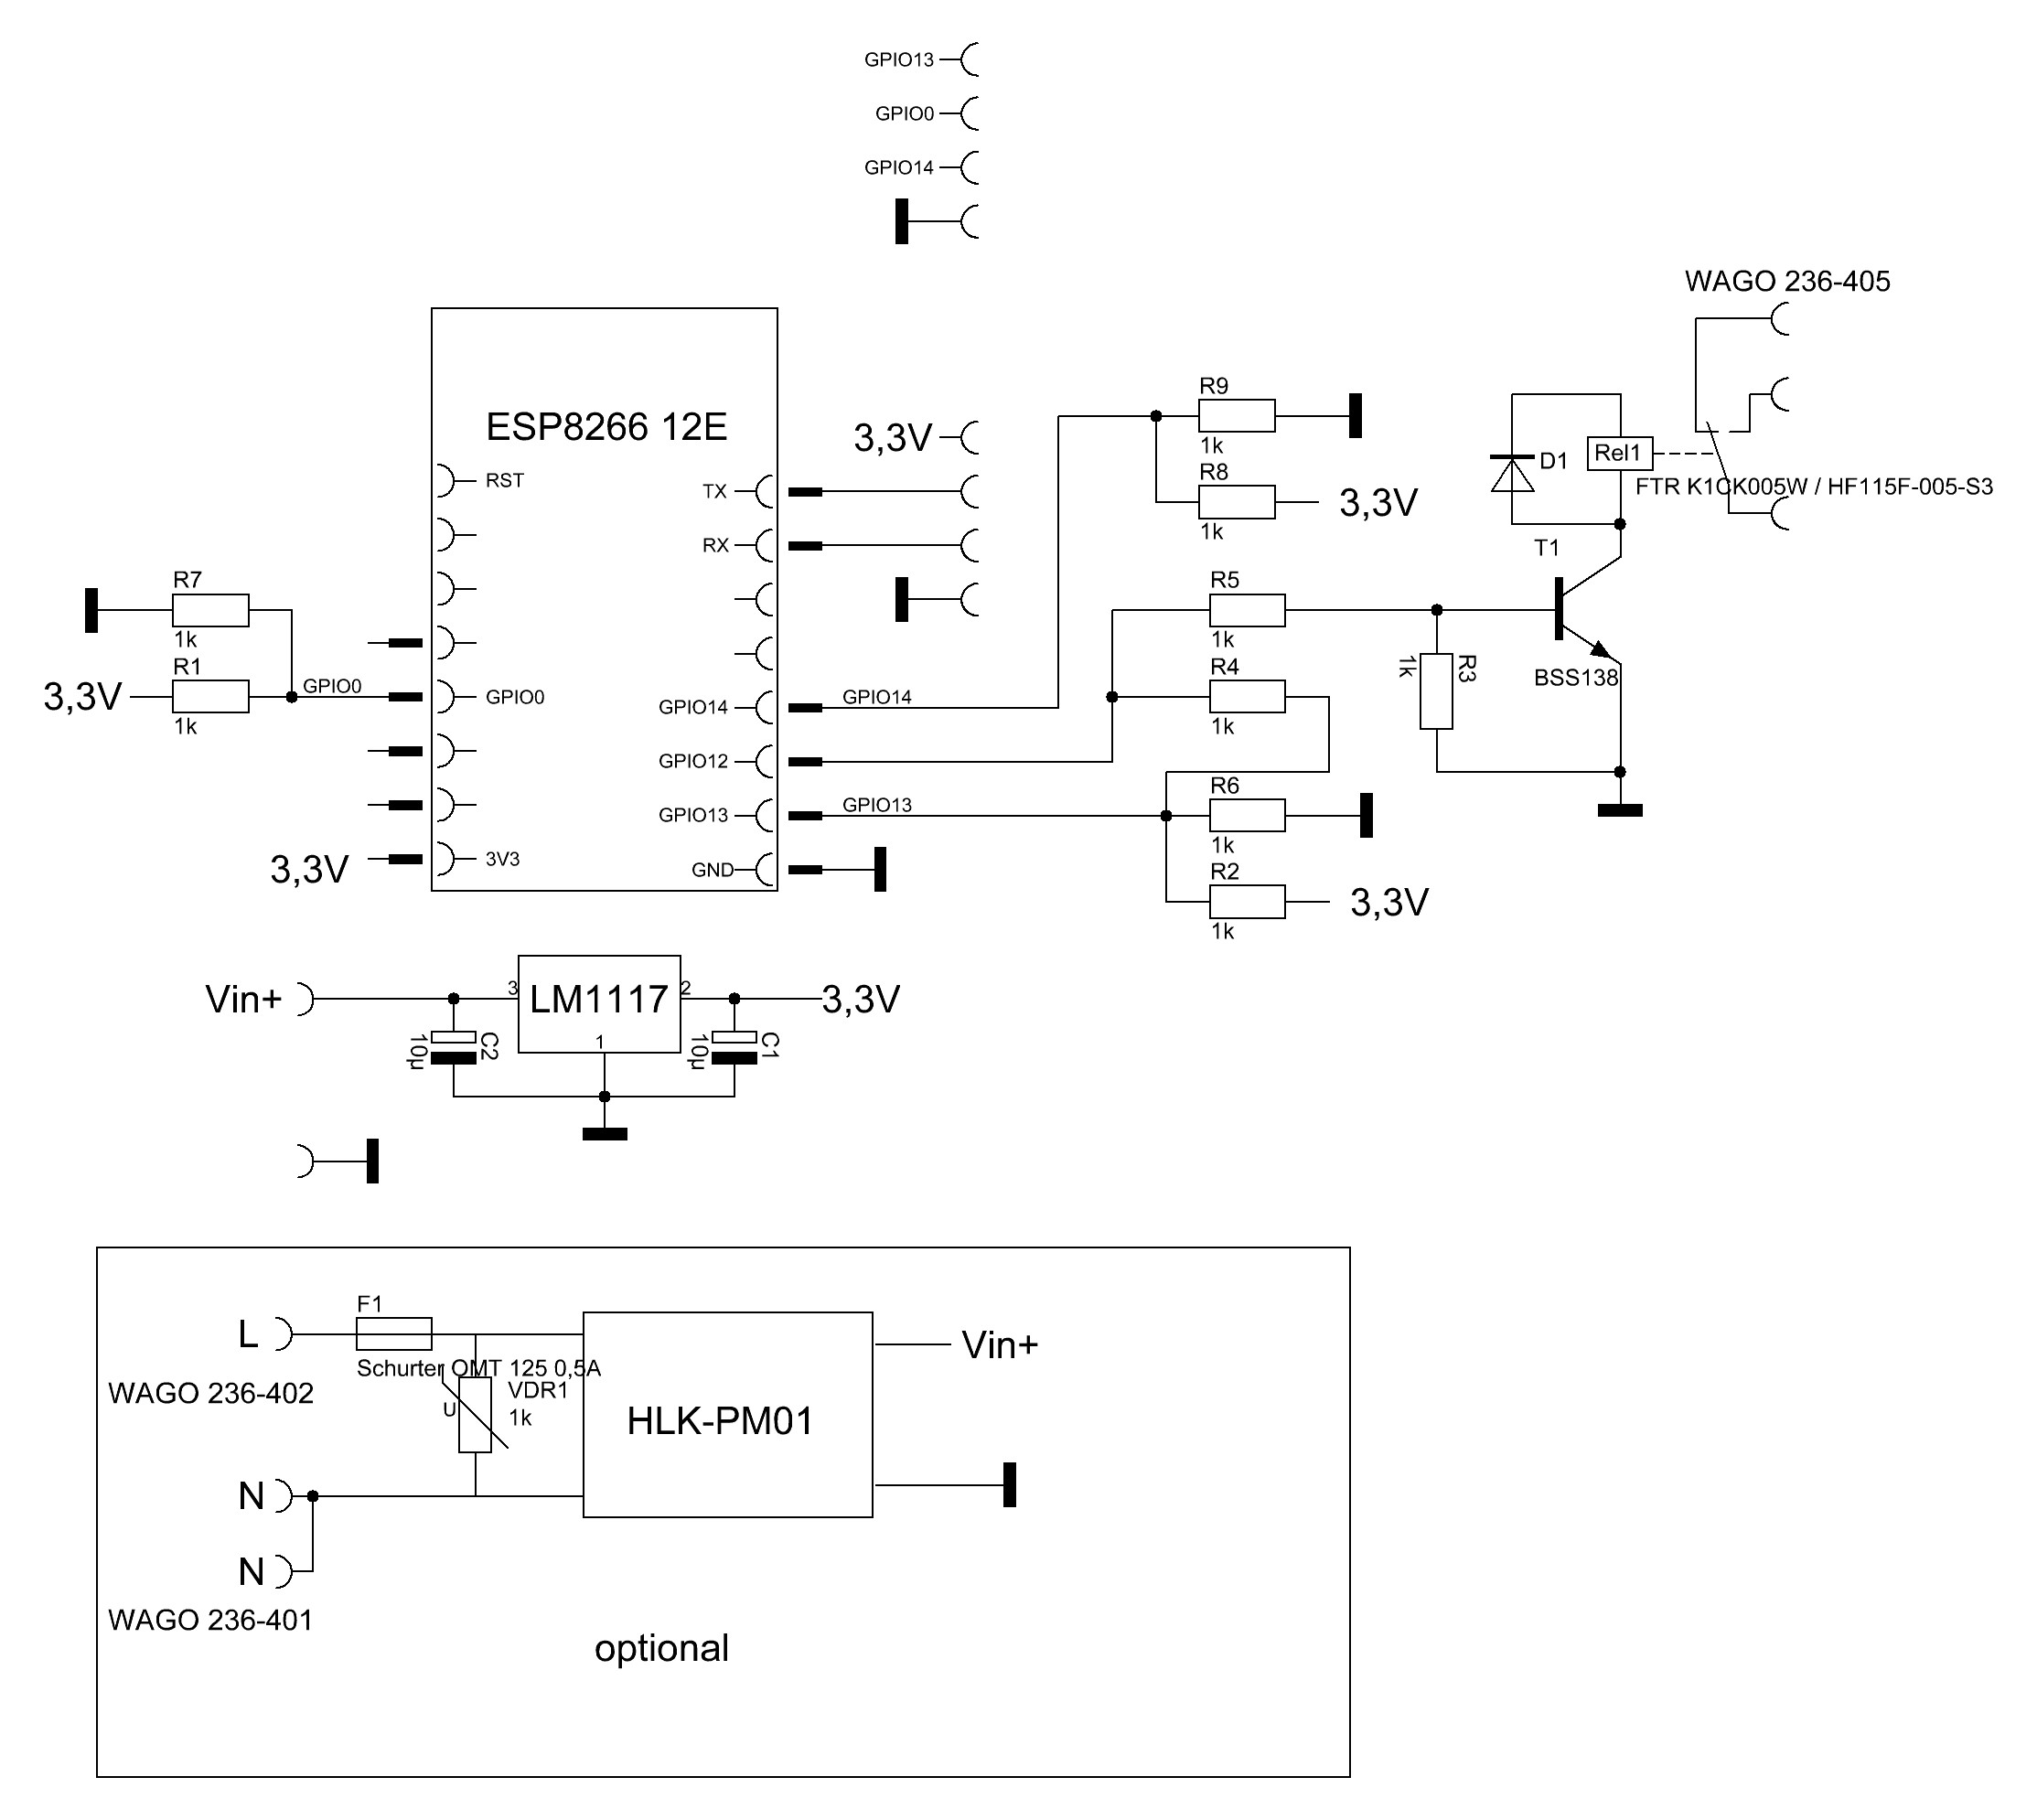 GPIO13
GPIO0
GPIO14
WAGO 236-405
ESP8266 12E
3,3V
R9
1k
R8
1k
3,3V
Rel1
D1
FTR K1CK005W / HF115F-005-S3
RST
TX
RX
T1
R7
1k
R1
1k
3,3V
GPIO0
GPIO0
R5
1k
R4
1k
R3
1k
BSS138
GPIO14
GPIO14
GPIO12
GPIO13
GPIO13
R6
1k
R2
1k
3,3V
3,3V
3V3
GND
Vin+
3
LM1117
2
3,3V
1
C2
10µ
C1
10µ
F1
L
Schurter OMT 125 0,5A
WAGO 236-402
VDR1
1k
U
HLK-PM01
Vin+
N
N
WAGO 236-401
optional